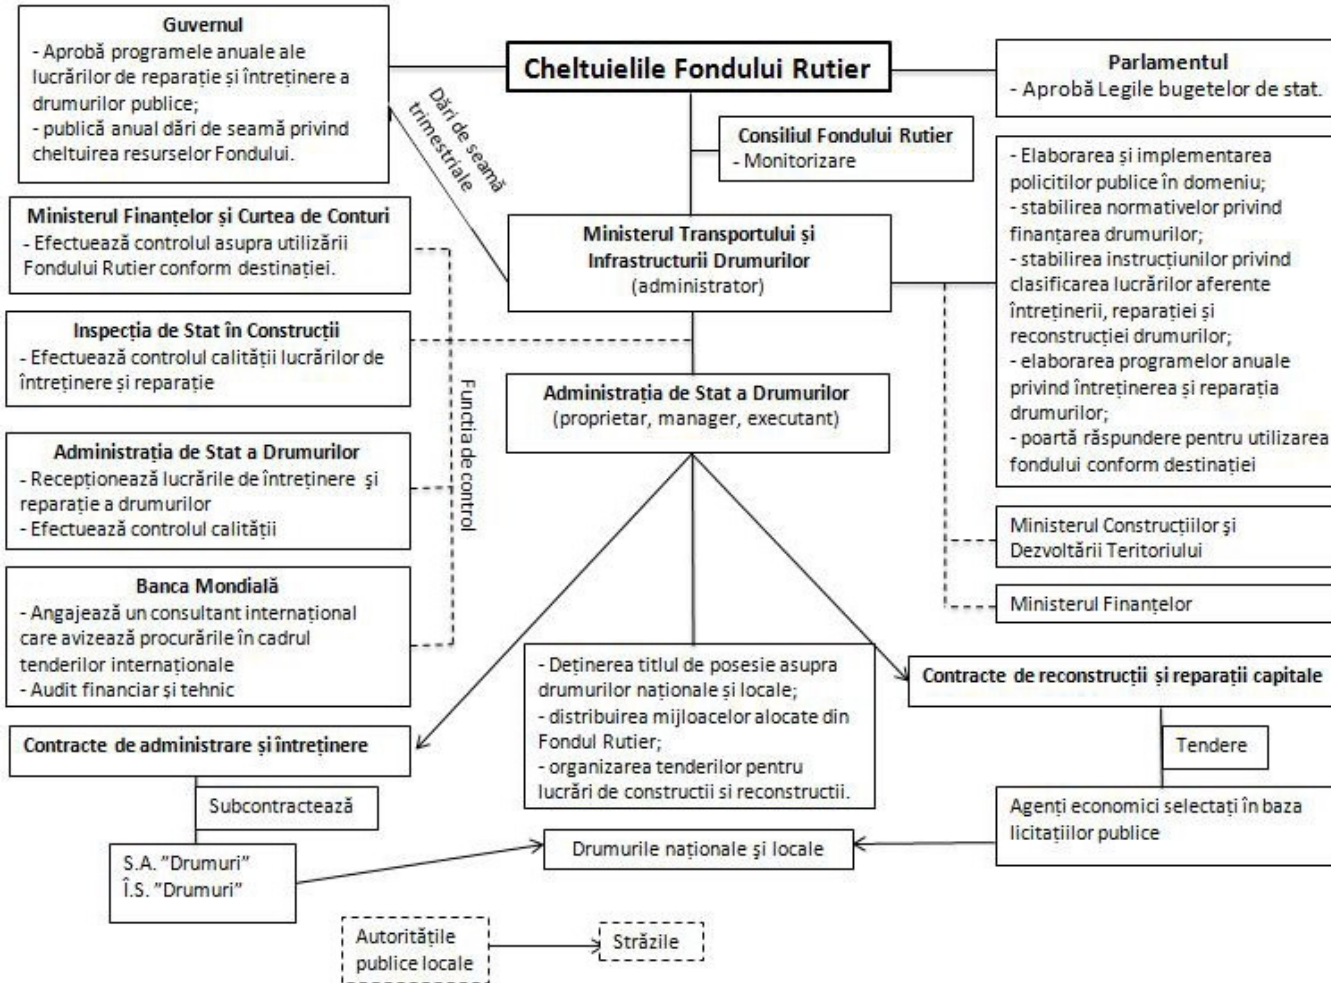 Guvernul
- Aprobă programele anuale ale
lucrărilor de reparație și întreținere a
drumurilor publice;
- publică anual dări de seamă privind
cheltuirea resurselor Fondului.
Cheltuielile Fondului Rutier
Parlamentul
- Aprobă Legile bugetelor de stat.
Dări de seamă
trimestriale
Consiliul Fondului Rutier
- Monitorizare
- Elaborarea și implementarea
policitilor publice în domeniu;
- stabilirea normativelor privind
finanțarea drumurilor;
- stabilirea instrucțiunilor privind
clasificarea lucrărilor aferente
întreținerii, reparației și
reconstrucției drumurilor;
- elaborarea programelor anuale
privind întreținerea și reparația
drumurilor;
- poartă răspundere pentru utilizarea
fondului conform destinației
Ministerul Finanțelor și Curtea de Conturi
- Efectuează controlul asupra utilizării
Fondului Rutier conform destinației.
Ministerul Transportului și
Infrastructurii Drumurilor
(administrator)
Inspecția de Stat în Construcții
- Efectuează controlul calității lucrărilor de
întreținere și reparație
Functia de control
Administrația de Stat a Drumurilor
(proprietar, manager, executant)
Administrația de Stat a Drumurilor
- Recepționează lucrările de întreținere și
reparație a drumurilor
- Efectuează controlul calității
Ministerul Construcțiilor și
Dezvoltării Teritoriului
Ministerul Finanțelor
Banca Mondială
- Angajează un consultant internațional
care avizează procurările în cadrul
tenderilor internaționale
- Audit financiar și tehnic
- Deținerea titlul de posesie asupra
drumurilor naționale și locale;
- distribuirea mijloacelor alocate din
Fondul Rutier;
- organizarea tenderilor pentru
lucrări de constructii si reconstructii.
Contracte de reconstrucții și reparații capitale
Contracte de administrare și întreținere
Tendere
Subcontractează
Agenți economici selectați în baza
licitațiilor publice
S.A. ”Drumuri”
Î.S. ”Drumuri”
Drumurile naționale și locale
Autoritățile
publice locale
Străzile